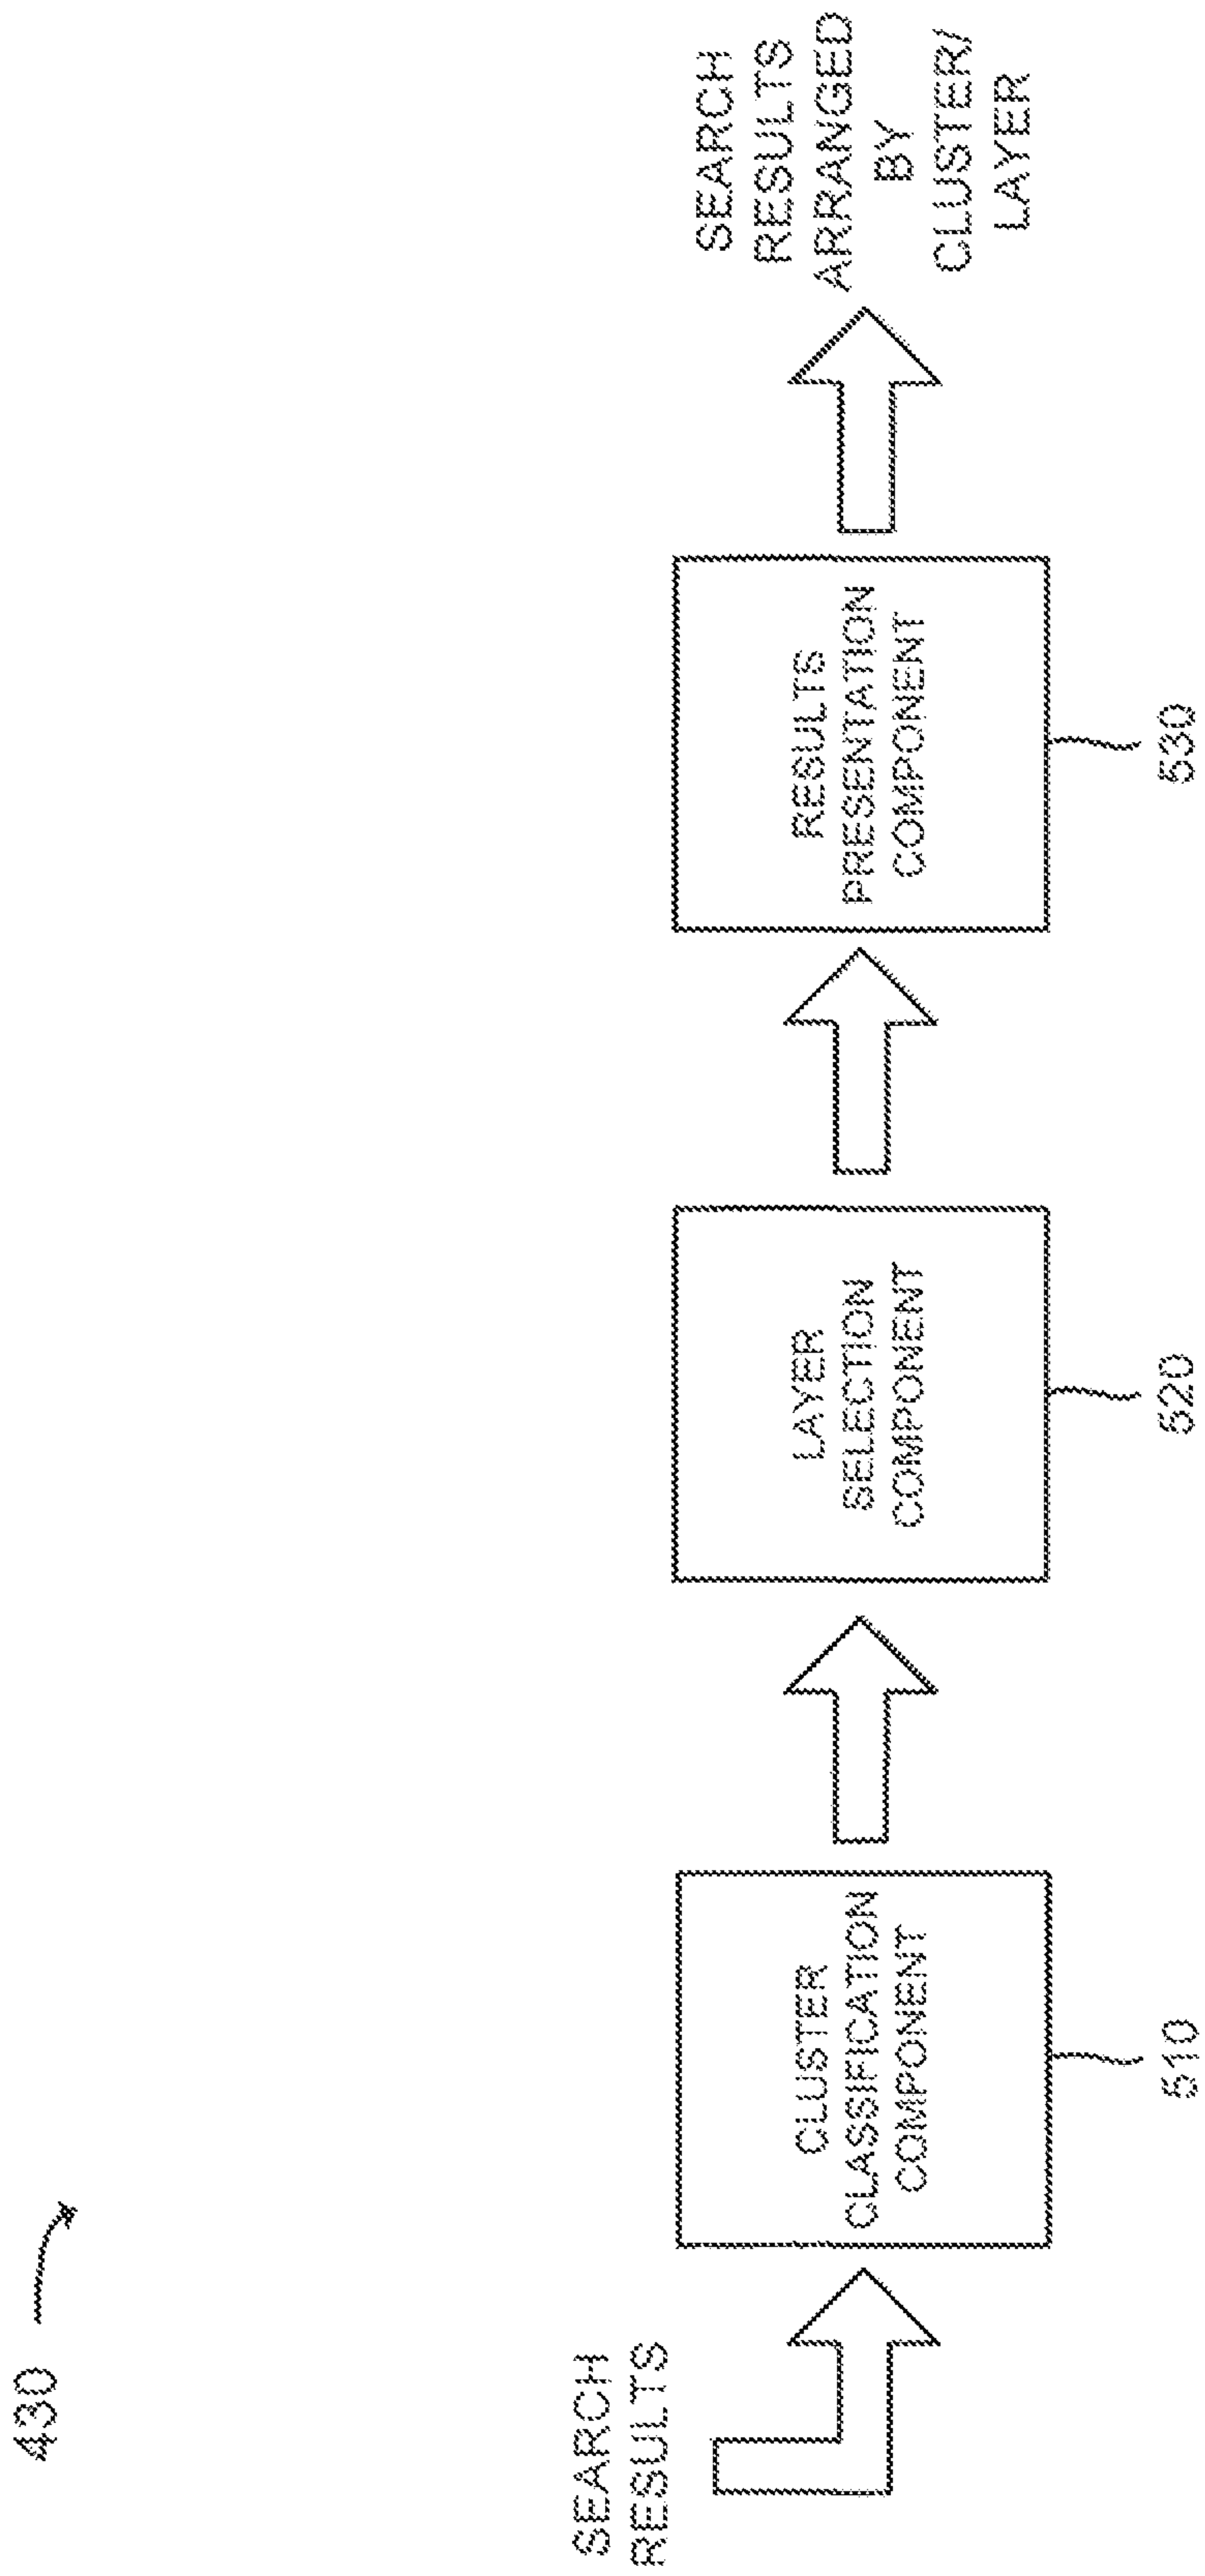 430
SEARCH
RESULTS
CLUSTER
CLASSIFICATION
COMPONENT
510
LAYER
SELECTION
COMPONENT
520
RESULTS
PRESENTATION
COMPONENT
530
SEARCH
RESULTS
ARRANGED
BY
CLUSTER/
LAYER